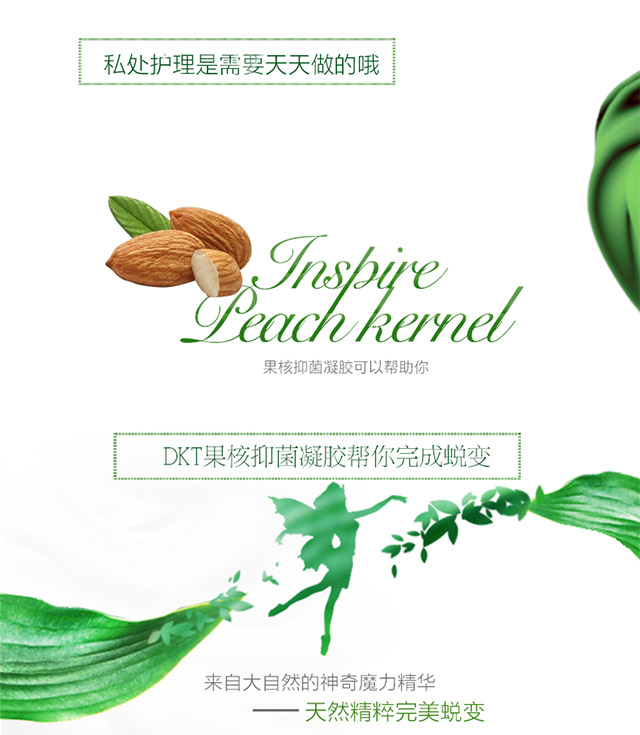 私处护理是需要天天做的哦
Inspire
Peach kernel
果核抑菌凝胶可以帮助你
DKT果核抑菌凝胶帮你完成蜕变
来自大自然的神奇魔力精华
——天然精粹完美蜕变